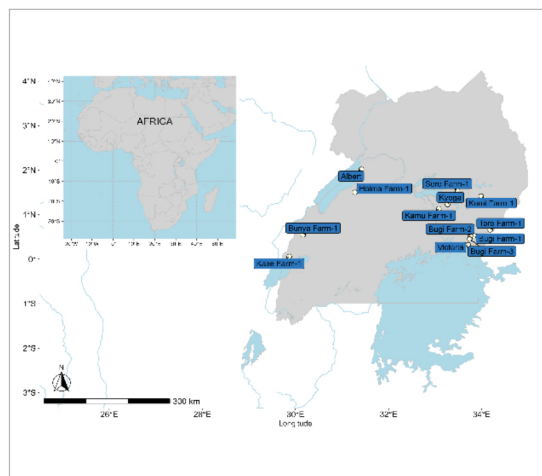 4°N
3°N
2°N
1°N
0°
1°S
2°S
3°S
Latitude
AFRICA
Albert
Hoima Farm-1
Soro Farm-1
Kyoga
Kumi Farm-1
Kamu Farm-1
Bunya Farm-1
Toro Farm-1
Bugi Farm-2
Bugi Farm-1
Victoria
Bugi Farm-3
Kase Farm-1
N
300 km
26°E
28°E
30°E
32°E
34°E
Longitude